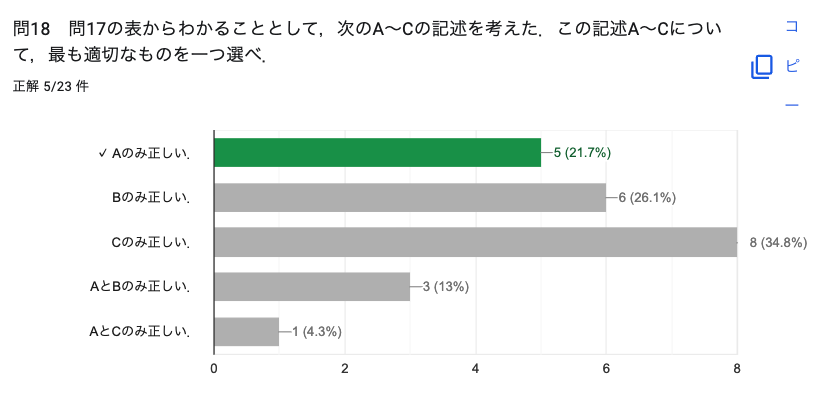 問18　問17の表からわかることとして，次のA～Cの記述を考えた．この記述A～Cについ
て，最も適切なものを一つ選べ．
コピー
正解 5/23 件
✓ Aのみ正しい．
5 (21.7%)
Bのみ正しい．
6 (26.1%)
Cのみ正しい．
8 (34.8%)
AとBのみ正しい．
3 (13%)
AとCのみ正しい．
1 (4.3%)
0 2 4 6 8